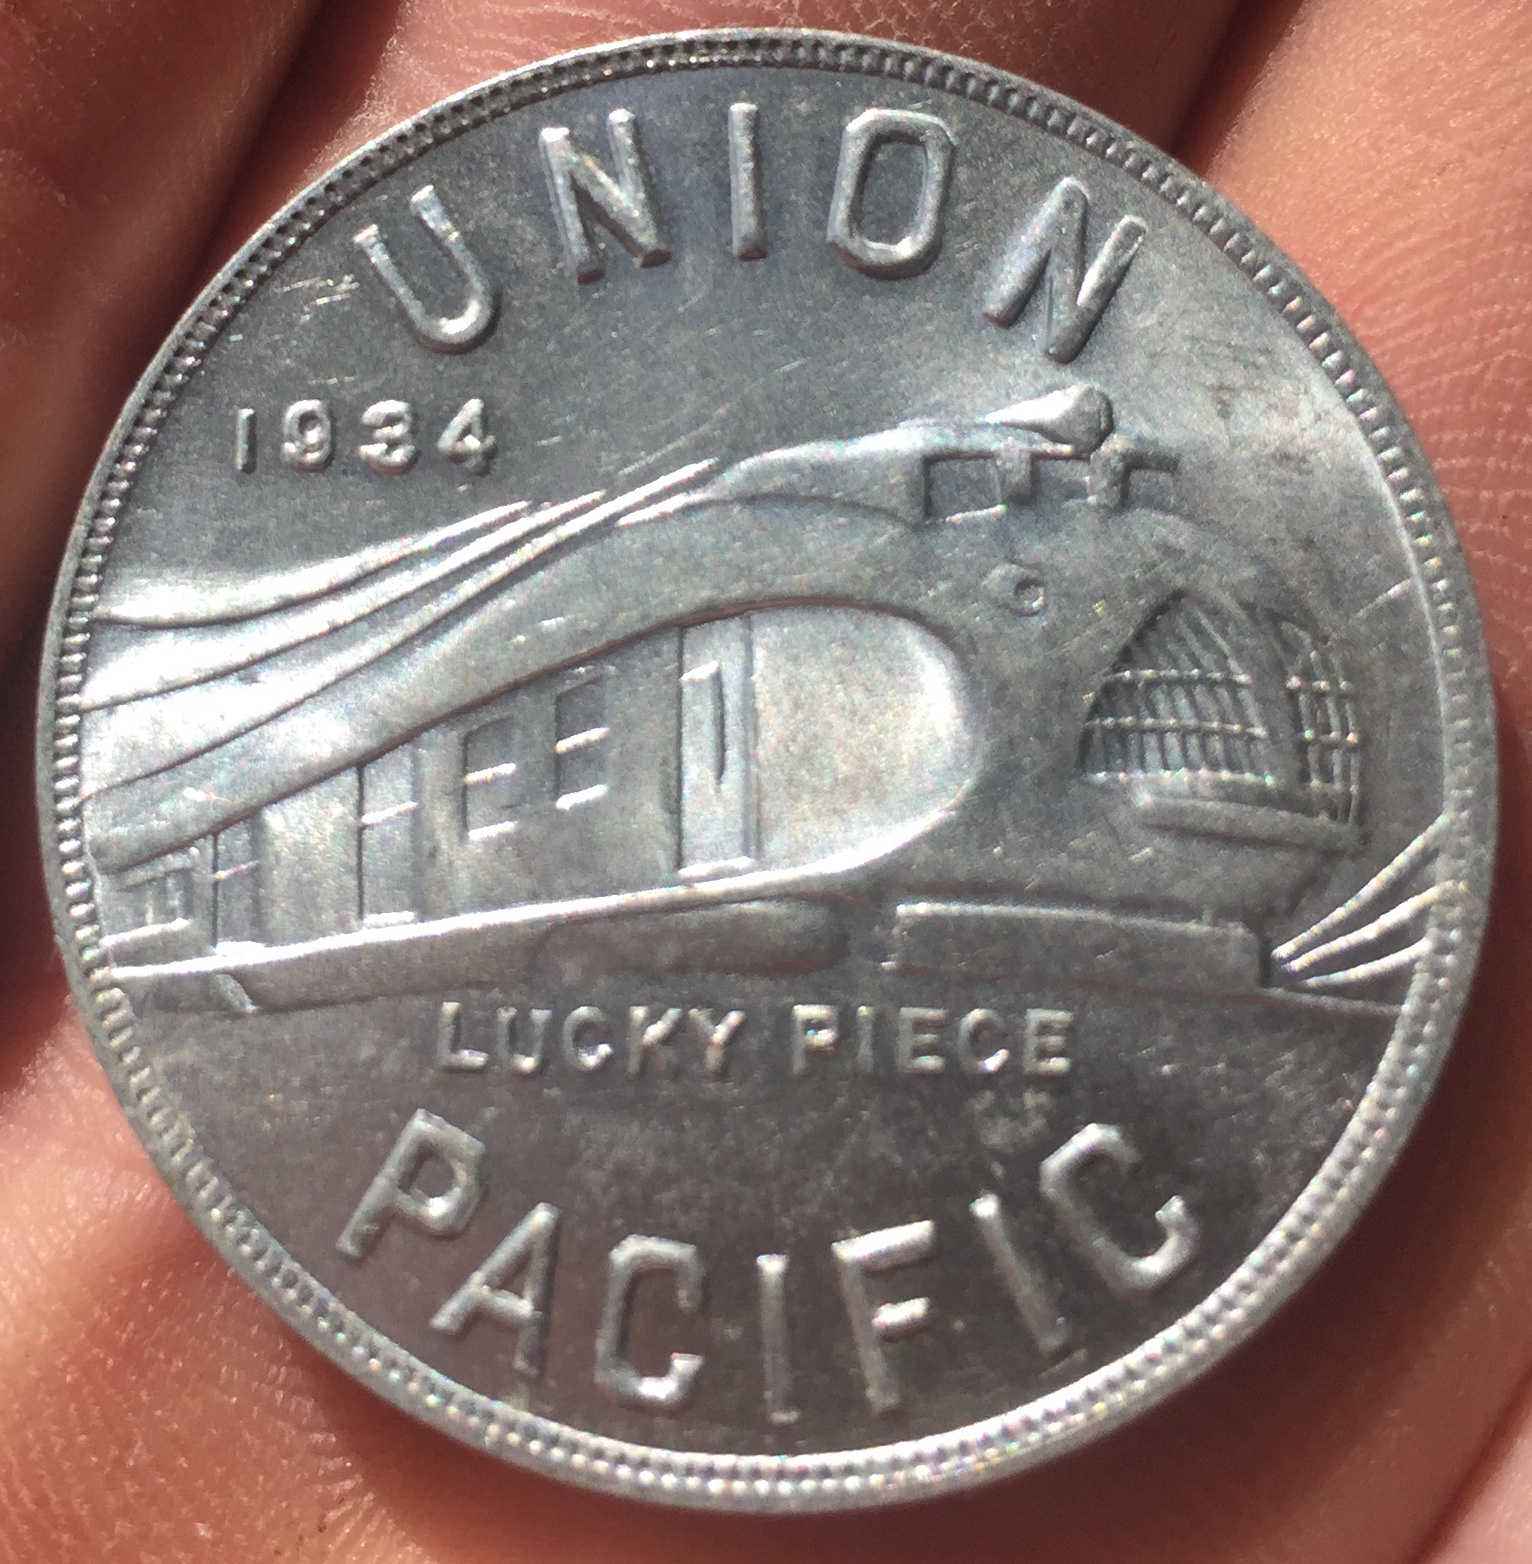 UNION
1934
LUCKY PIECE
PACIFIC